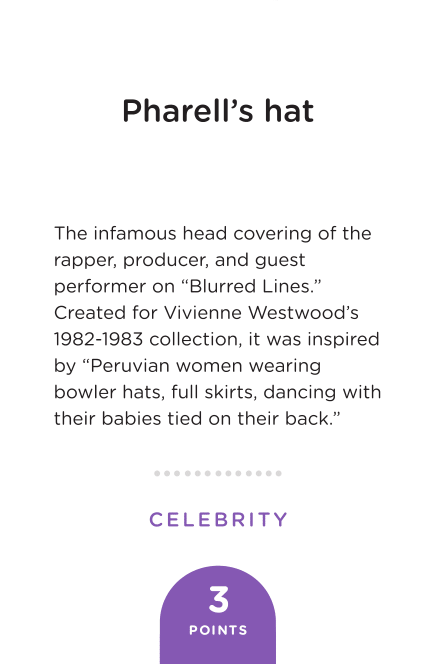 Pharell’s hat
The infamous head covering of the
rapper, producer, and guest
performer on “Blurred Lines.”
Created for Vivienne Westwood’s
1982-1983 collection, it was inspired
by “Peruvian women wearing
bowler hats, full skirts, dancing with
their babies tied on their back.”
CELEBRITY
3
POINTS